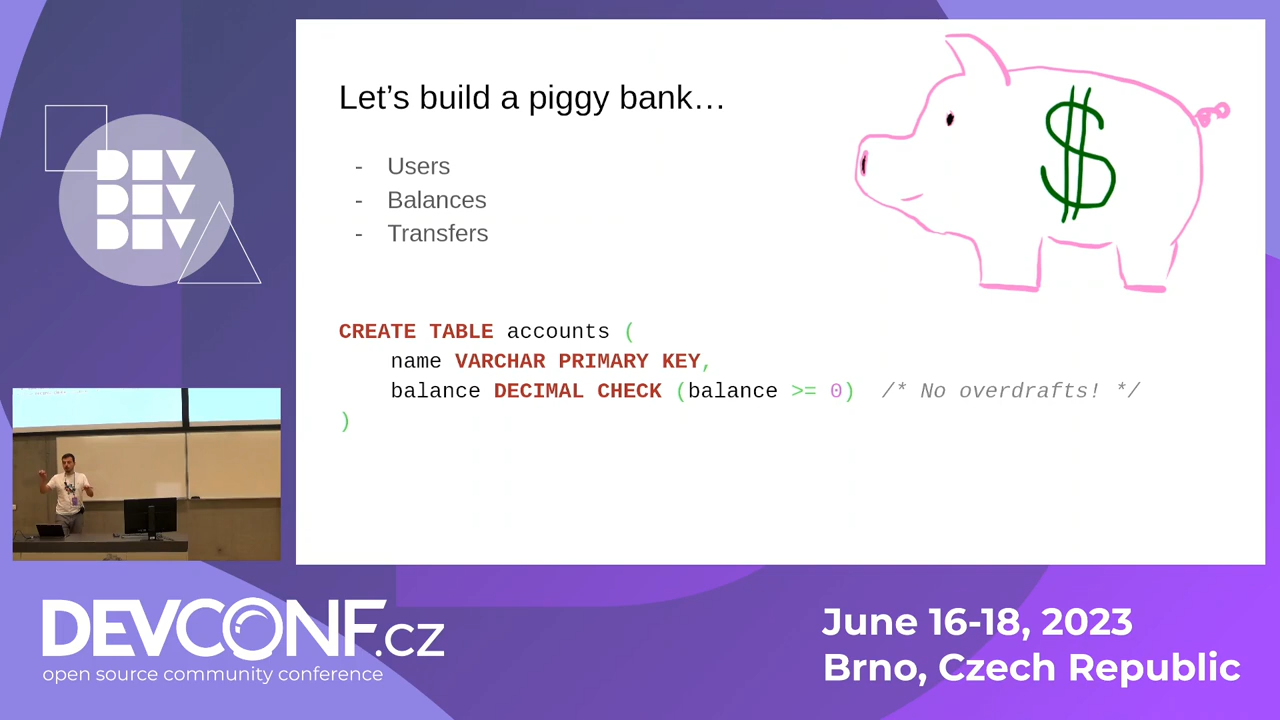 Let's build a piggy bank…
- Users
- Balances
- Transfers
$
CREATE TABLE accounts (
    name VARCHAR PRIMARY KEY,
    balance DECIMAL CHECK (balance >= 0)  /* No overdrafts! */
)
DEV
DEV
DEV
DEVCONF.cz
open source community conference
June 16-18, 2023
Brno, Czech Republic